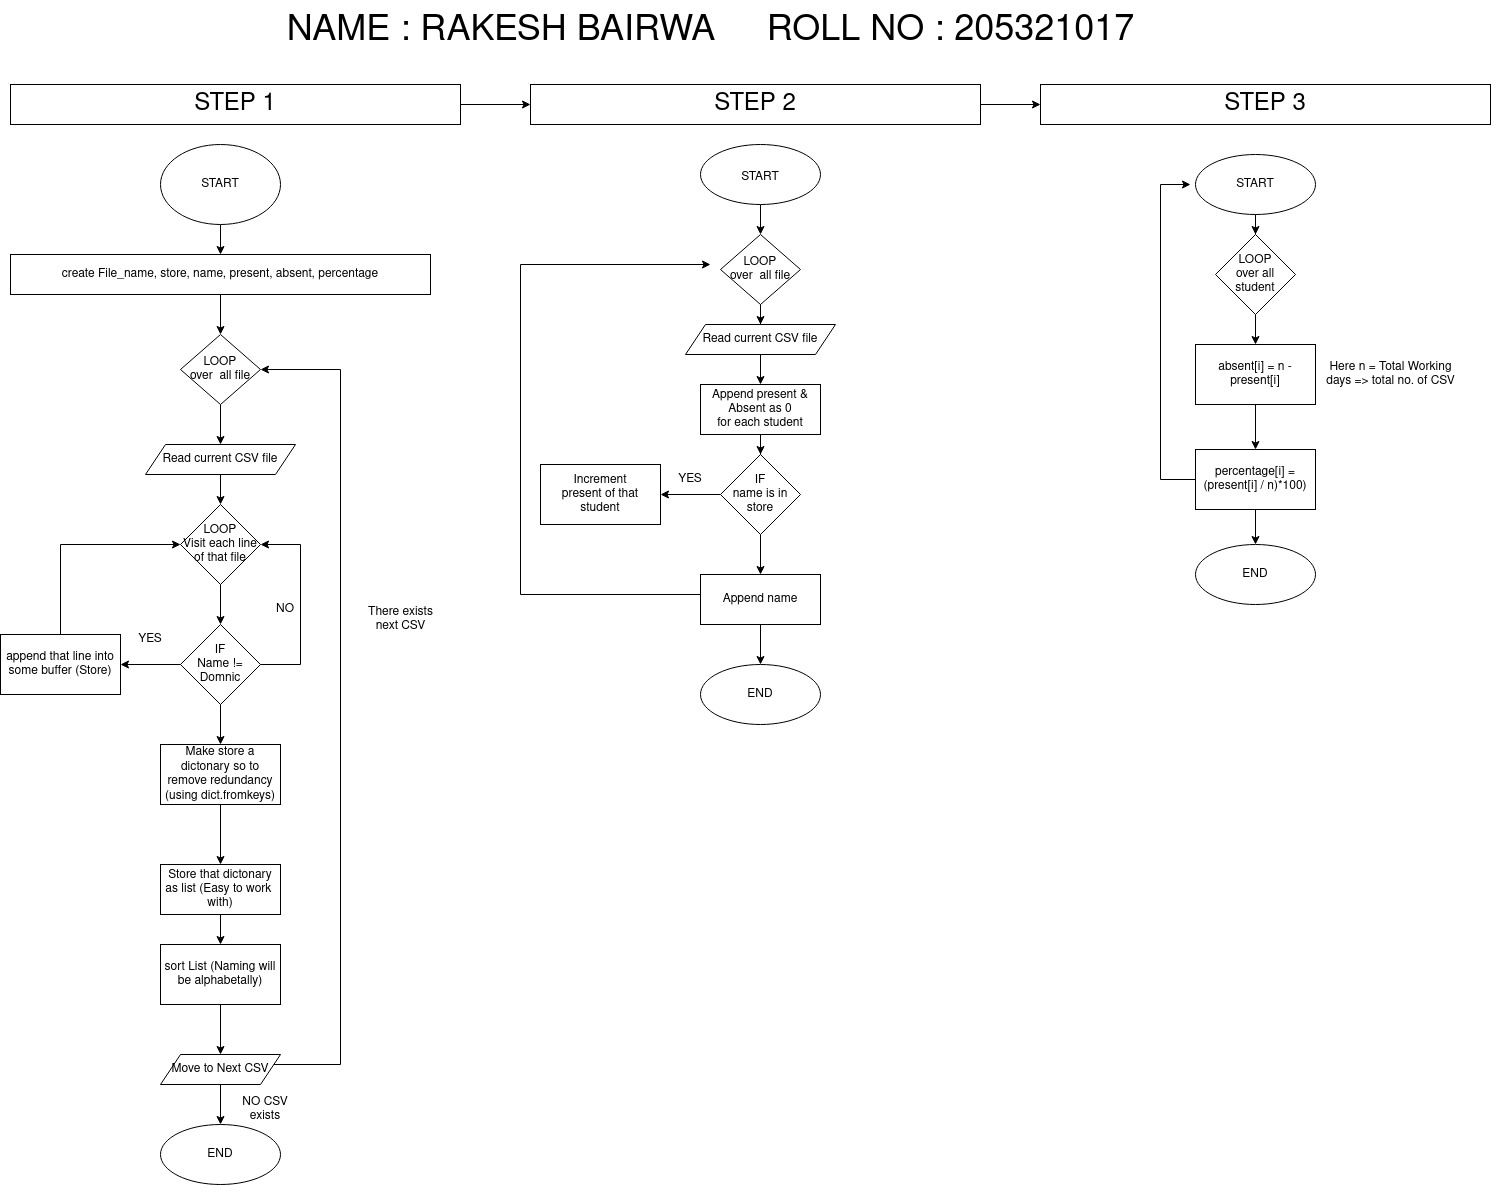 NAME : RAKESH BAIRWA ROLL NO : 205321017
STEP 1
STEP 2
STEP 3
START
create File_name, store, name, present, absent, percentage
LOOP
over all file
Read current CSV file
LOOP
Visit each line
of that file
NO
There exists
next CSV
YES
append that line into
some buffer (Store)
IF
Name !=
Domnic
Make store a
dictonary so to
remove redundancy
(using dict.fromkeys)
Store that dictonary
as list (Easy to work
with)
sort List (Naming will
be alphabetally)
Move to Next CSV
NO CSV
exists
END
START
LOOP
over all file
Read current CSV file
Append present &
Absent as 0
for each student
IF
name is in
store
YES
Increment
present of that
student
Append name
END
START
LOOP
over all
student
absent[i] = n -
present[i]
Here n = Total Working
days => total no. of CSV
percentage[i] =
(present[i] / n)*100)
END